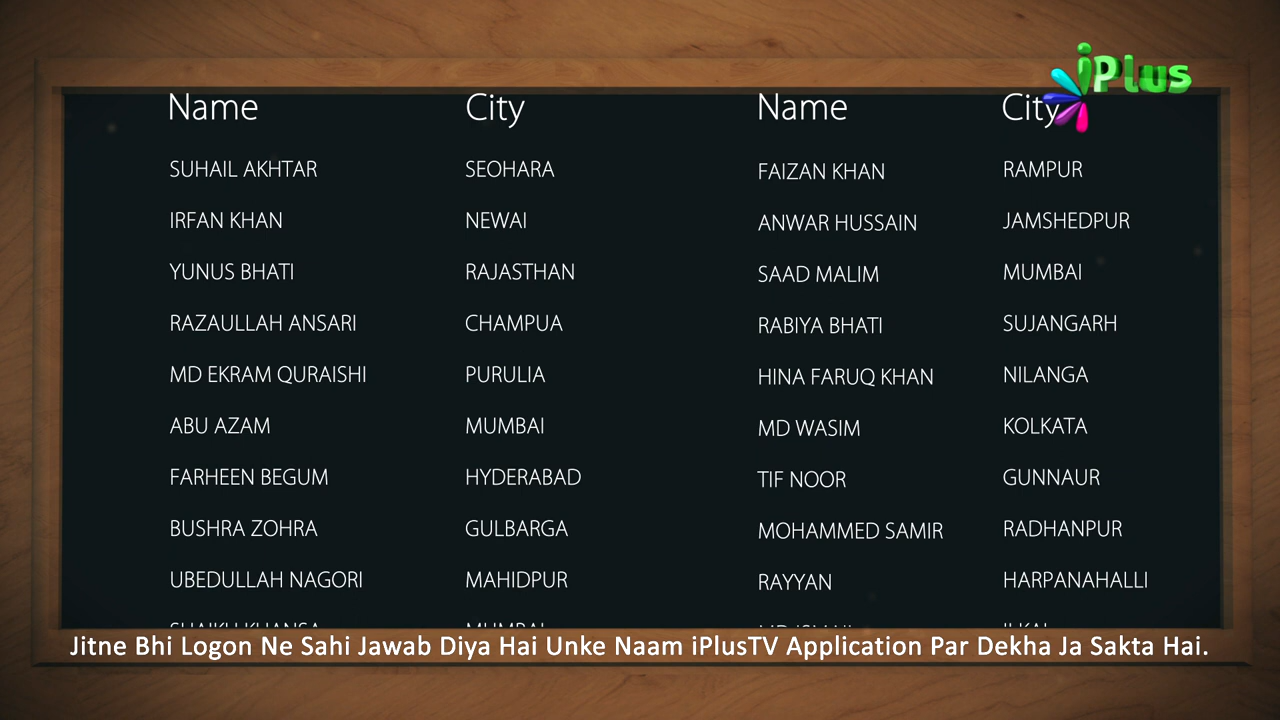 iPlus
Name City Name City
SUHAIL AKHTAR SEOHARA FAIZAN KHAN RAMPUR
IRFAN KHAN NEWAI ANWAR HUSSAIN JAMSHEDPUR
YUNUS BHATI RAJASTHAN SAAD MALIM MUMBAI
RAZAULLAH ANSARI CHAMPUA RABIYA BHATI SUJANGARH
MD EKRAM QURAISHI PURULIA HINA FARUQ KHAN NILANGA
ABU AZAM MUMBAI MD WASIM KOLKATA
FARHEEN BEGUM HYDERABAD TIF NOOR GUNNAUR
BUSHRA ZOHRA GULBARGA MOHAMMED SAMIR RADHANPUR
UBEDULLAH NAGORI MAHIDPUR RAYYAN HARPANAHALLI
Jitne Bhi Logon Ne Sahi Jawab Diya Hai Unke Naam iPlusTV Application Par Dekha Ja Sakta Hai.